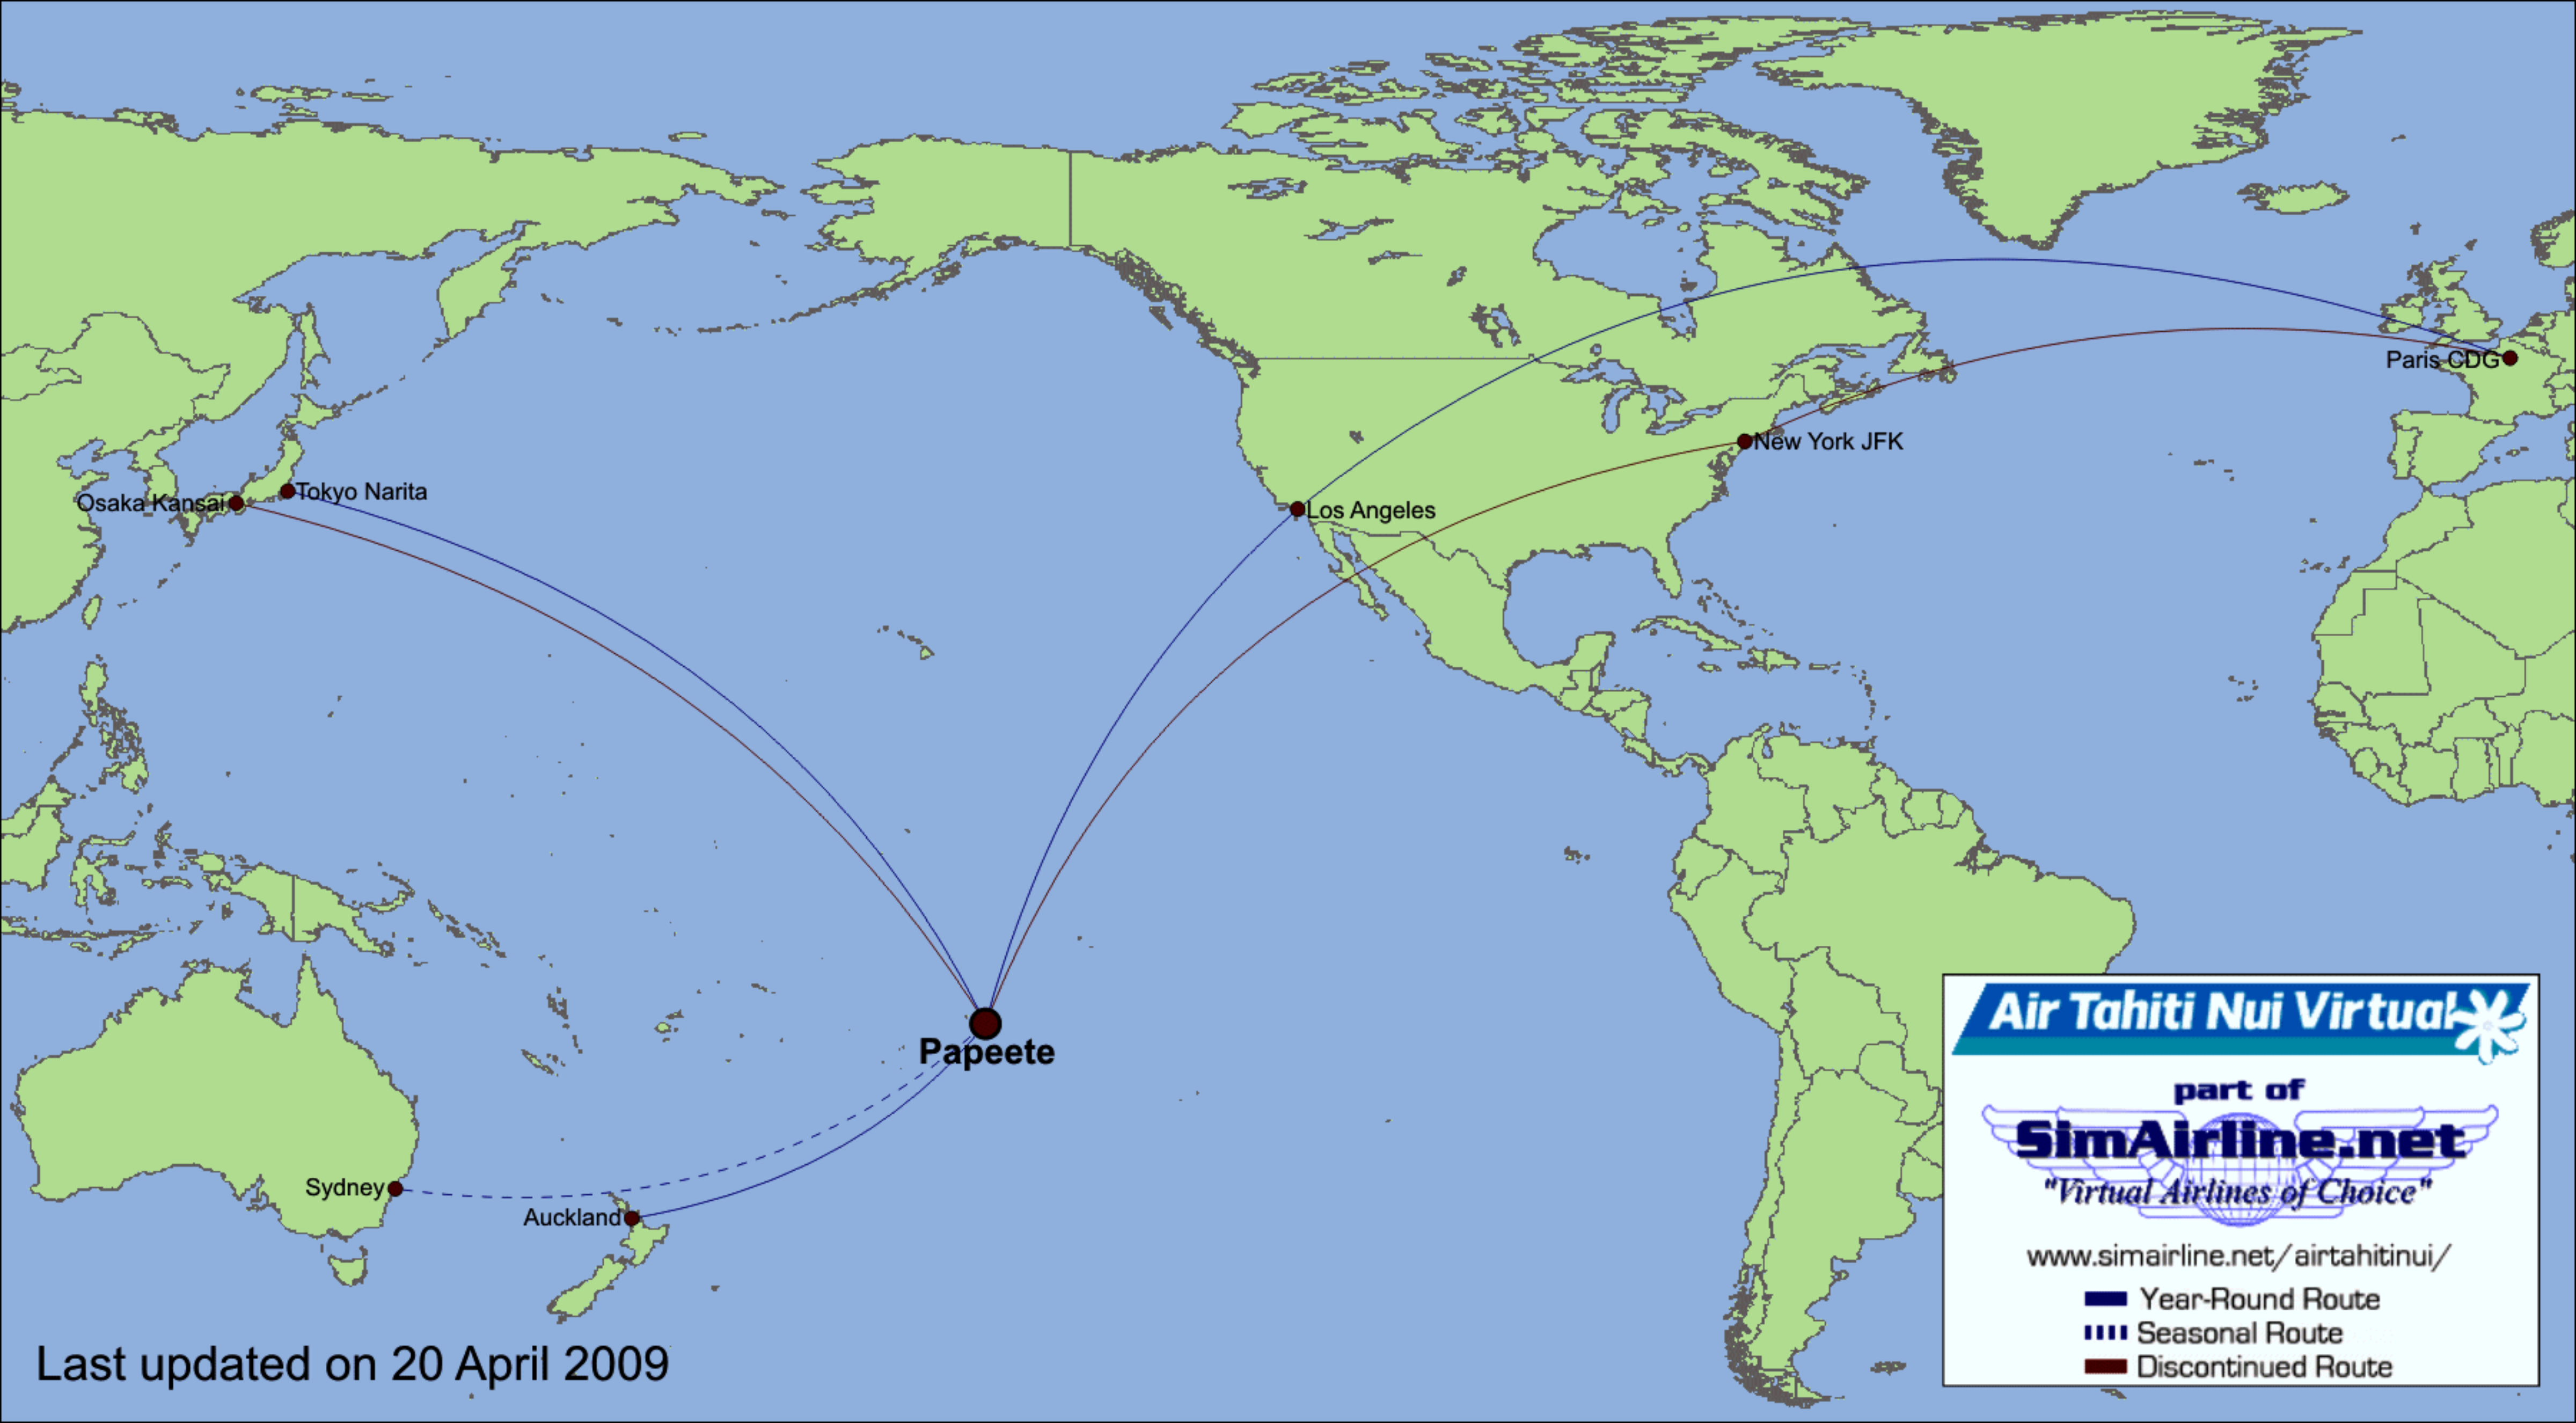 Paris CDG
New York JFK
Tokyo Narita
Osaka Kansai
Los Angeles
Papeete
Sydney
Auckland
Last updated on 20 April 2009
Air Tahiti Nui Virtual
part of
SimAirline.net
"Virtual Airlines of Choice"
www.simairline.net/airtahitinui/
Year-Round Route
Seasonal Route
Discontinued Route